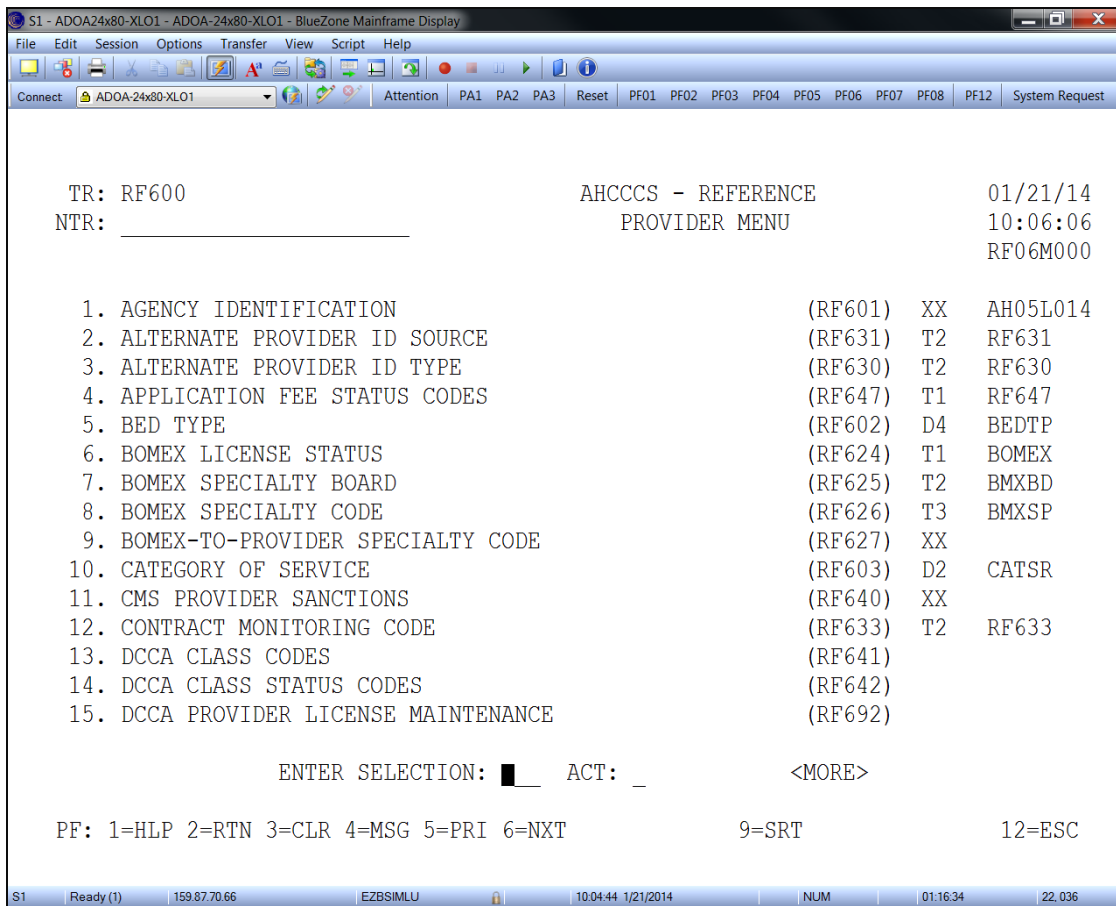 S1 - ADOA24x80-XLO1 - ADOA-24x80-XLO1 - BlueZone Mainframe Display
File Edit Session Options Transfer View Script Help
Connect ADOA-24x80-XLO1 Attention PA1 PA2 PA3 Reset PF01 PF02 PF03 PF04 PF05 PF06 PF07 PF08 PF12 System Request
TR: RF600 AHCCCS - REFERENCE 01/21/14
NTR: ____________________ PROVIDER MENU 10:06:06
RF06M000
1. AGENCY IDENTIFICATION (RF601) XX AH05L014
2. ALTERNATE PROVIDER ID SOURCE (RF631) T2 RF631
3. ALTERNATE PROVIDER ID TYPE (RF630) T2 RF630
4. APPLICATION FEE STATUS CODES (RF647) T1 RF647
5. BED TYPE (RF602) D4 BEDTP
6. BOMEX LICENSE STATUS (RF624) T1 BOMEX
7. BOMEX SPECIALTY BOARD (RF625) T2 BMXBD
8. BOMEX SPECIALTY CODE (RF626) T3 BMXSP
9. BOMEX-TO-PROVIDER SPECIALTY CODE (RF627) XX
10. CATEGORY OF SERVICE (RF603) D2 CATSR
11. CMS PROVIDER SANCTIONS (RF640) XX
12. CONTRACT MONITORING CODE (RF633) T2 RF633
13. DCCA CLASS CODES (RF641)
14. DCCA CLASS STATUS CODES (RF642)
15. DCCA PROVIDER LICENSE MAINTENANCE (RF692)
ENTER SELECTION: __ ACT: _ <MORE>
PF: 1=HLP 2=RTN 3=CLR 4=MSG 5=PRI 6=NXT 9=SRT 12=ESC
S1 Ready (1) 159.87.70.66 EZBSIMLU 10:04:44 1/21/2014 NUM 01:16:34 22, 036